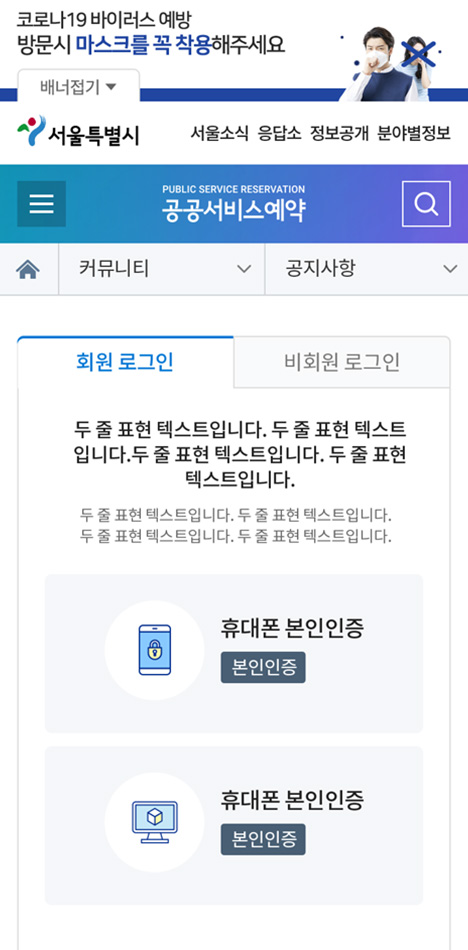 코로나19 바이러스 예방
방문시 마스크를 꼭 착용해주세요
배너접기
서울특별시 서울소식 응답소 정보공개 분야별정보
PUBLIC SERVICE RESERVATION
공공서비스예약
커뮤니티 공지사항
회원 로그인 비회원 로그인
두 줄 표현 텍스트입니다. 두 줄 표현 텍스트
입니다.두 줄 표현 텍스트입니다. 두 줄 표현
텍스트입니다.
두 줄 표현 텍스트입니다. 두 줄 표현 텍스트입니다.
두 줄 표현 텍스트입니다. 두 줄 표현 텍스트입니다.
휴대폰 본인인증
본인인증
휴대폰 본인인증
본인인증